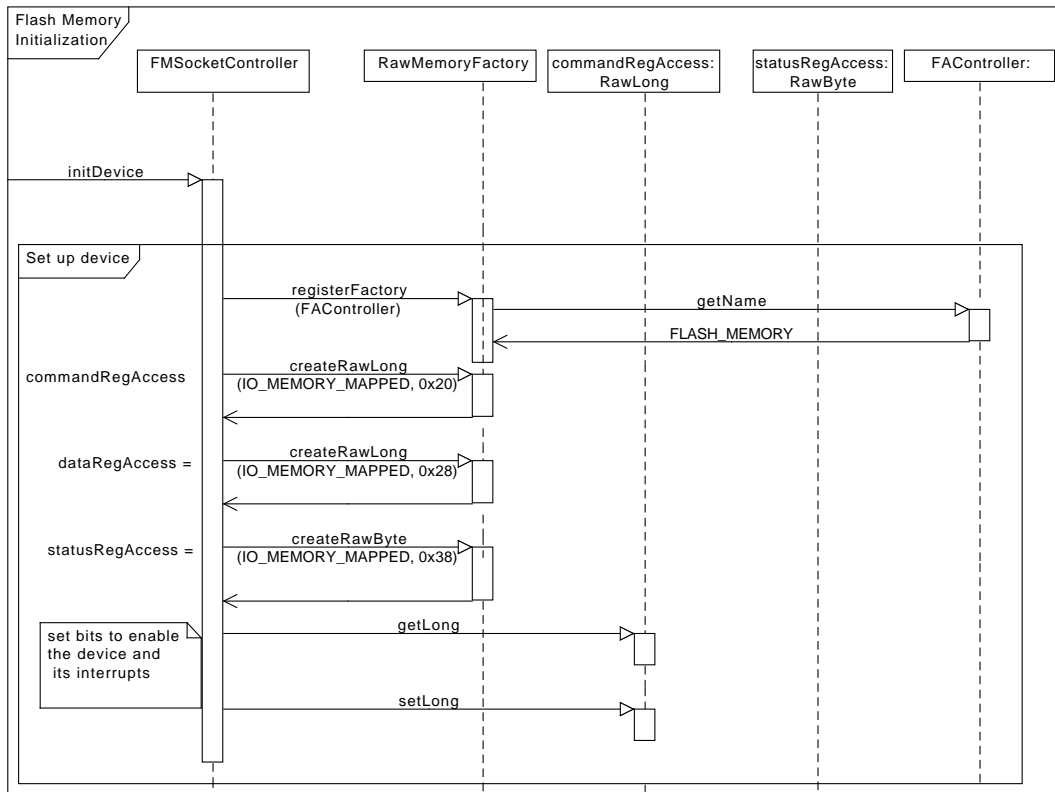 Flash Memory
Initialization
FMSocketController
RawMemoryFactory
commandRegAccess:
RawLong
statusRegAccess:
RawByte
FAController:
initDevice
Set up device
registerFactory
(FAController)
getName
FLASH_MEMORY
commandRegAccess
createRawLong
(IO_MEMORY_MAPPED, 0x20)
dataRegAccess =
createRawLong
(IO_MEMORY_MAPPED, 0x28)
statusRegAccess =
createRawByte
(IO_MEMORY_MAPPED, 0x38)
set bits to enable
the device and
its interrupts
getLong
setLong